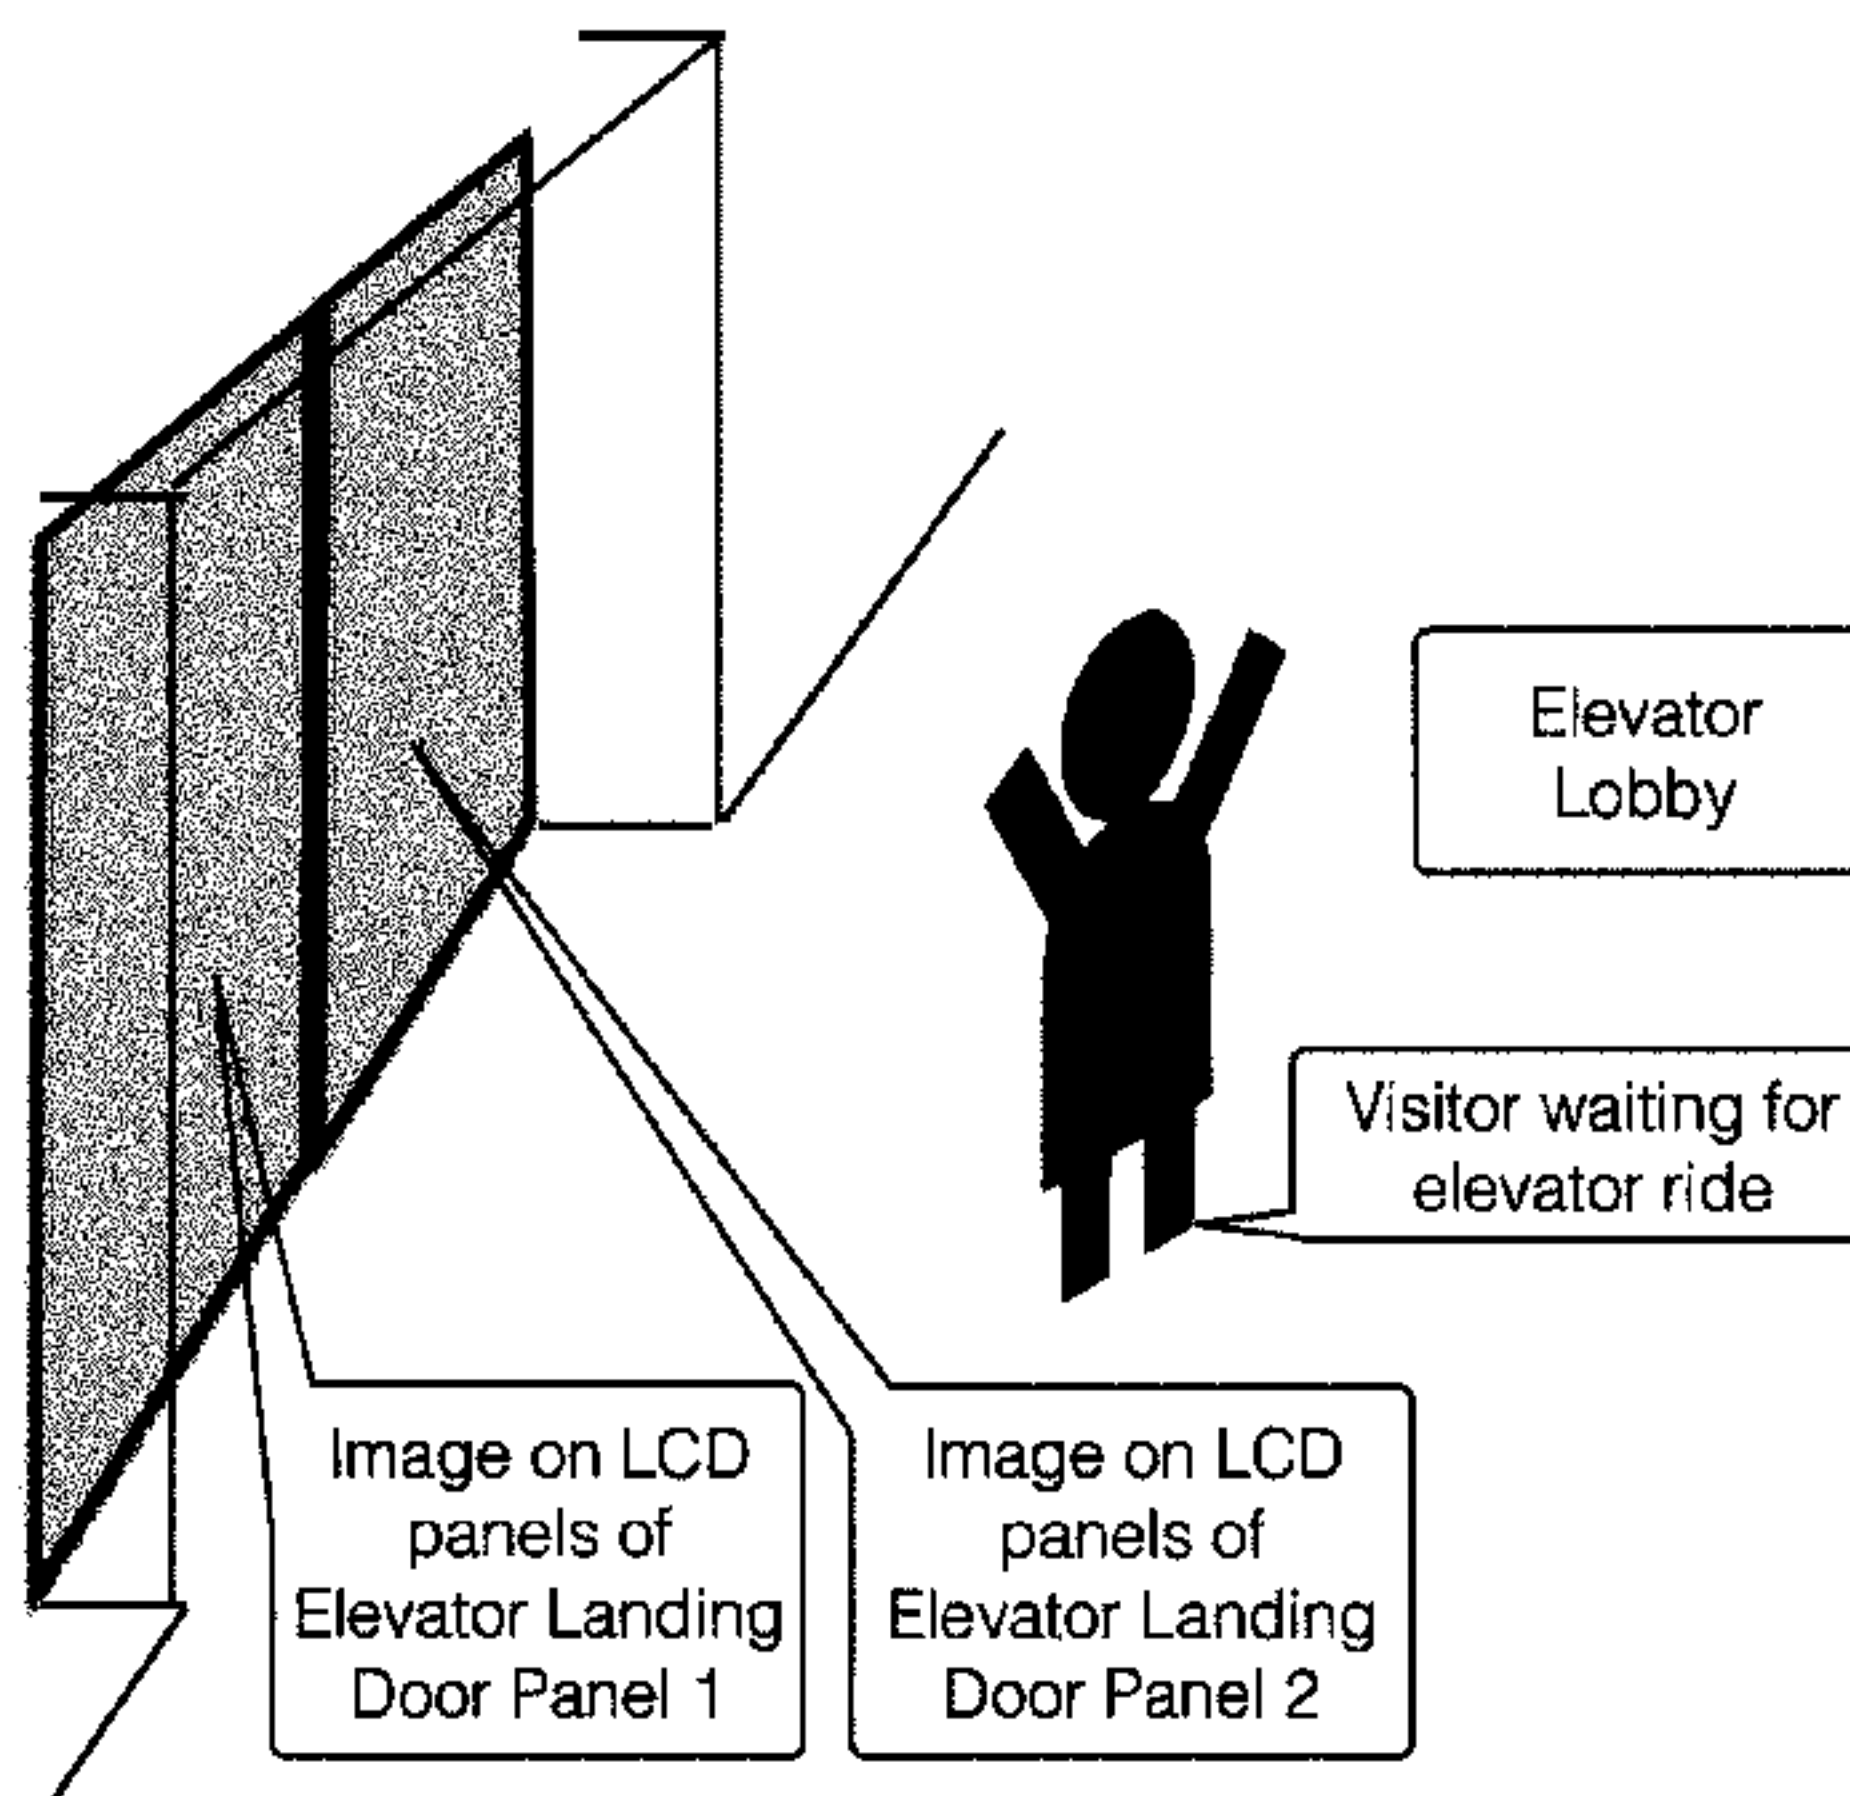 Elevator
Lobby
Visitor waiting for
elevator ride
Image on LCD
panels of
Elevator Landing
Door Panel 1
Image on LCD
panels of
Elevator Landing
Door Panel 2